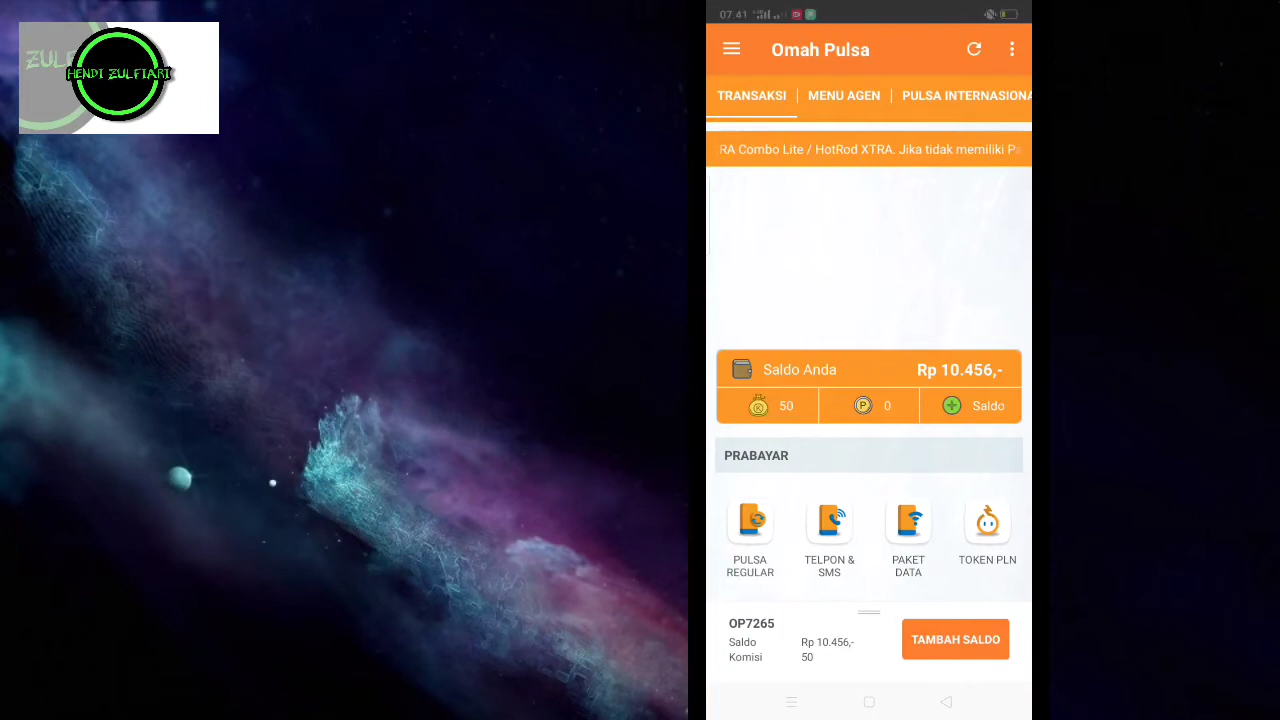 ZULF
HENDI ZULFIARI
07.41
Omah Pulsa
TRANSAKSI
MENU AGEN
PULSA INTERNASIONA
RA Combo Lite / HotRod XTRA. Jika tidak memiliki Pa
Saldo Anda
Rp 10.456,-
50
0
Saldo
PRABAYAR
PULSA
REGULAR
TELPON &
SMS
PAKET
DATA
TOKEN PLN
OP7265
Saldo Rp 10.456,-
Komisi 50
TAMBAH SALDO